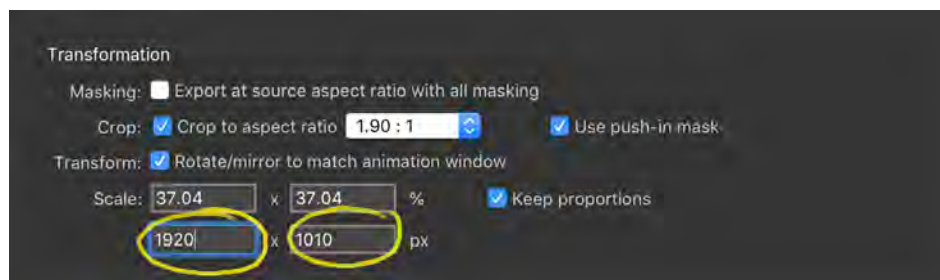 Transformation
Masking: Export at source aspect ratio with all masking
Crop: Crop to aspect ratio 1.90 : 1 Use push-in mask
Transform: Rotate/mirror to match animation window
Scale: 37.04 x 37.04 % Keep proportions
1920 x 1010 px